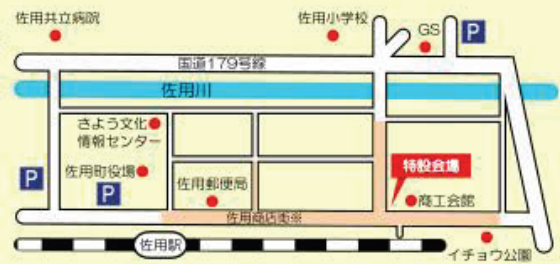 佐用共立病院
佐用小学校
GS
P
国道179号線
佐用川
さよう文化
情報センター
佐用町役場
P
P
佐用郵便局
特設会場
商工会館
佐用商店街※
佐用駅
イチョウ公園